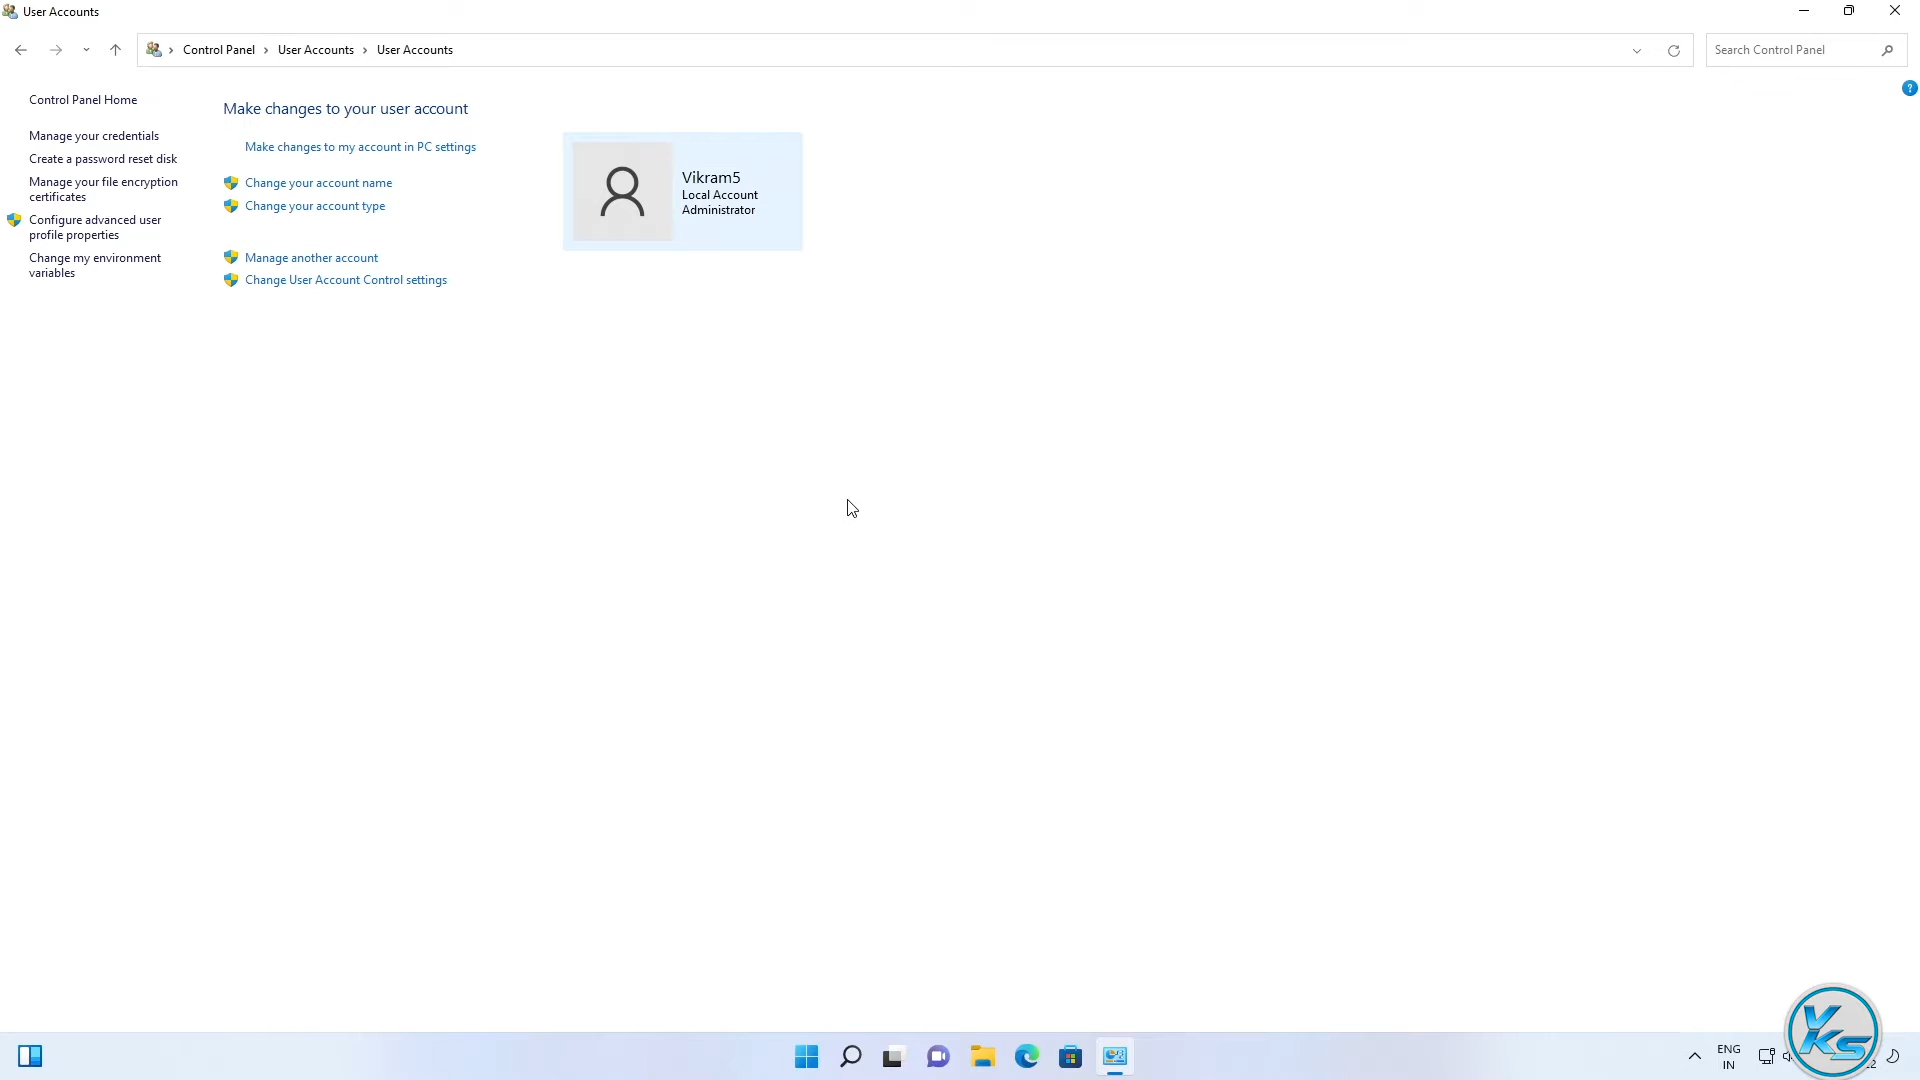 User Accounts
Control Panel
User Accounts
User Accounts
Search Control Panel
Control Panel Home
Manage your credentials
Create a password reset disk
Manage your file encryption
certificates
Configure advanced user
profile properties
Change my environment
variables
Make changes to your user account
Make changes to my account in PC settings
Change your account name
Change your account type
Manage another account
Change User Account Control settings
Vikram5
Local Account
Administrator
?
ENG
IN
VKS